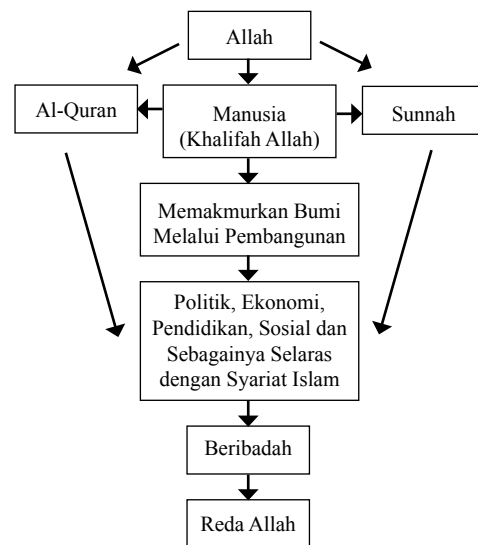 Allah
Al-Quran
Manusia
(Khalifah Allah)
Sunnah
Memakmurkan Bumi
Melalui Pembangunan
Politik, Ekonomi,
Pendidikan, Sosial dan
Sebagainya Selaras
dengan Syariat Islam
Beribadah
Reda Allah